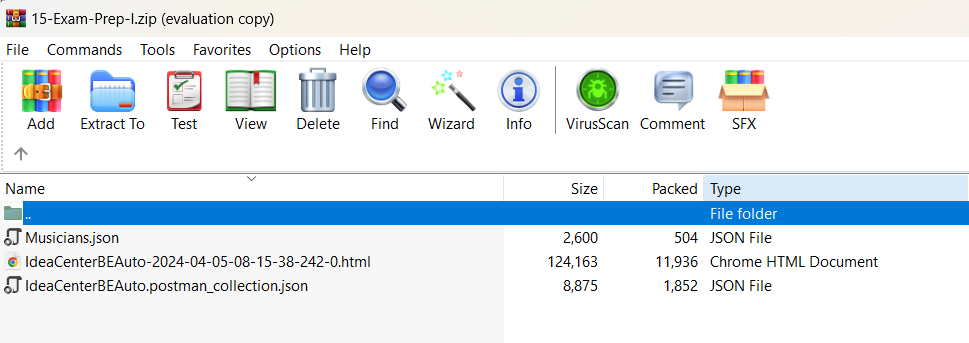 15-Exam-Prep-I.zip (evaluation copy)
File Commands Tools Favorites Options Help
Add Extract To Test View Delete Find Wizard Info VirusScan Comment SFX
Name Size Packed Type
.. File folder
Musicians.json 2,600 504 JSON File
IdeaCenterBEAuto-2024-04-05-08-15-38-242-0.html 124,163 11,936 Chrome HTML Document
IdeaCenterBEAuto.postman_collection.json 8,875 1,852 JSON File